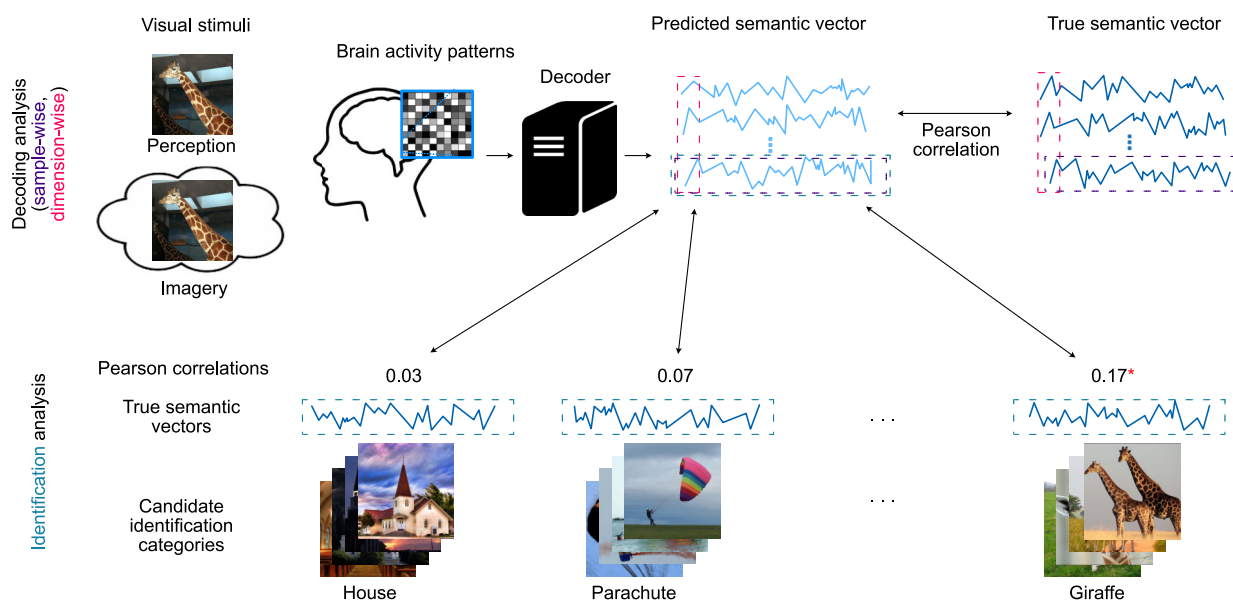 Visual stimuli
Predicted semantic vector
True semantic vector
Brain activity patterns
Decoder
Decoding analysis
(sample-wise,
dimension-wise)
Perception
Pearson
correlation
Imagery
Identification analysis
Pearson correlations
0.03
0.07
0.17*
True semantic
vectors
. . .
Candidate
identification
categories
. . .
House
Parachute
Giraffe